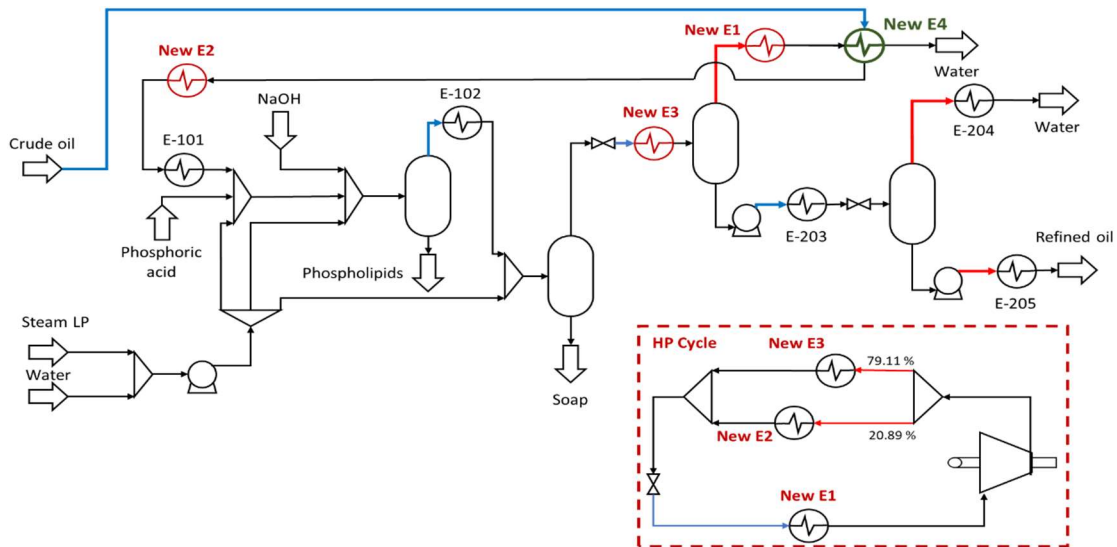 New E1
New E4
New E2
Water
NaOH
E-102
New E3
Crude oil
E-101
E-204
Water
Phosphoric
acid
E-203
Phospholipids
Refined oil
E-205
Steam LP
Water
Soap
HP Cycle
New E3
79.11 %
New E2
20.89 %
New E1